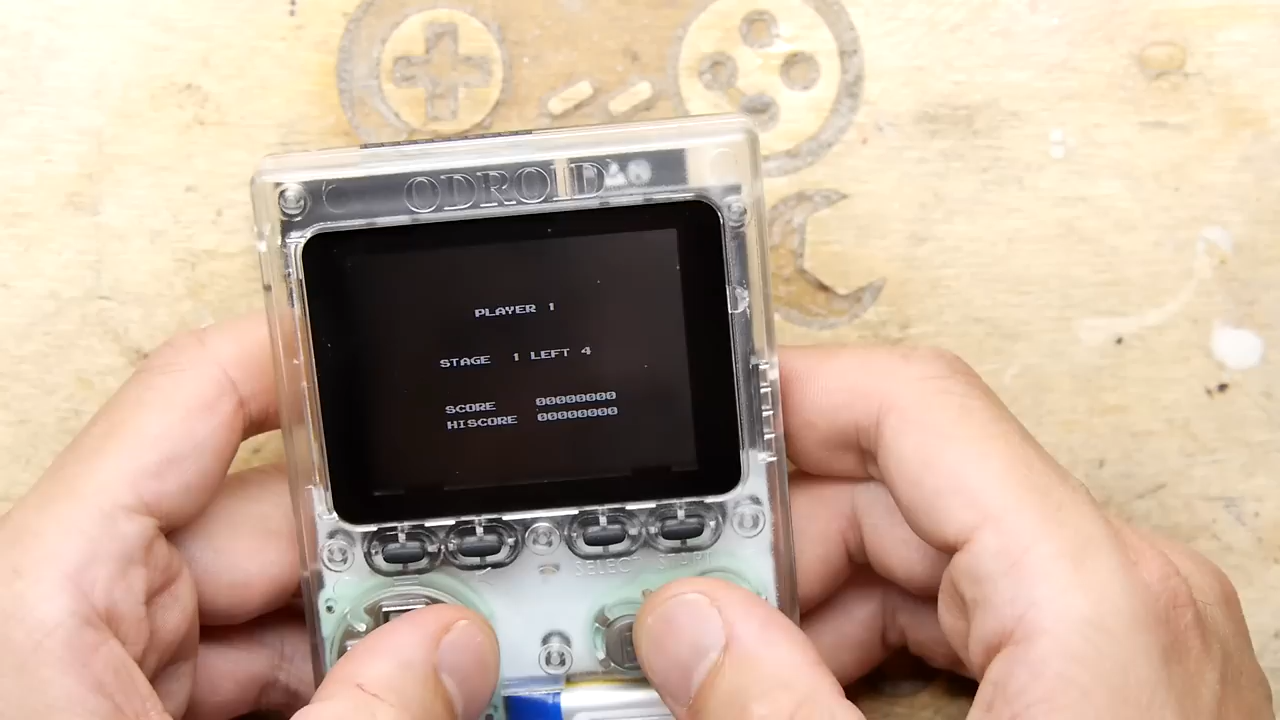 ODROID
PLAYER 1
STAGE 1 LEFT 4
SCORE 00000000
HISCORE 00000000
SELECT START